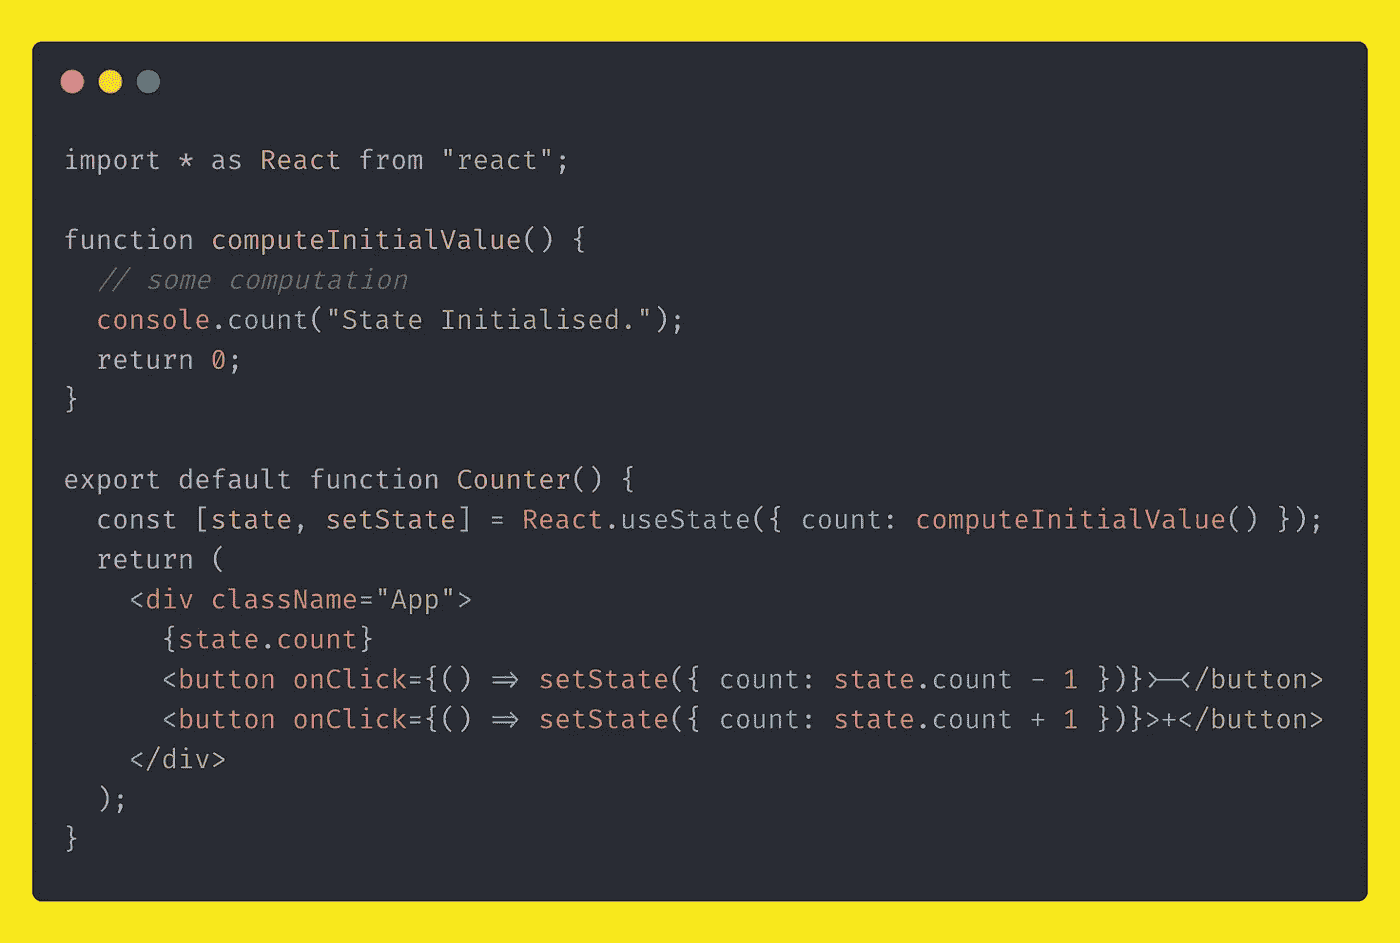 import * as React from "react";

function computeInitialValue() {
  // some computation
  console.count("State Initialised.");
  return 0;
}

export default function Counter() {
  const [state, setState] = React.useState({ count: computeInitialValue() });
  return (
    <div className="App">
      {state.count}
      <button onClick={() => setState({ count: state.count - 1 })}>-</button>
      <button onClick={() => setState({ count: state.count + 1 })}>+</button>
    </div>
  );
}